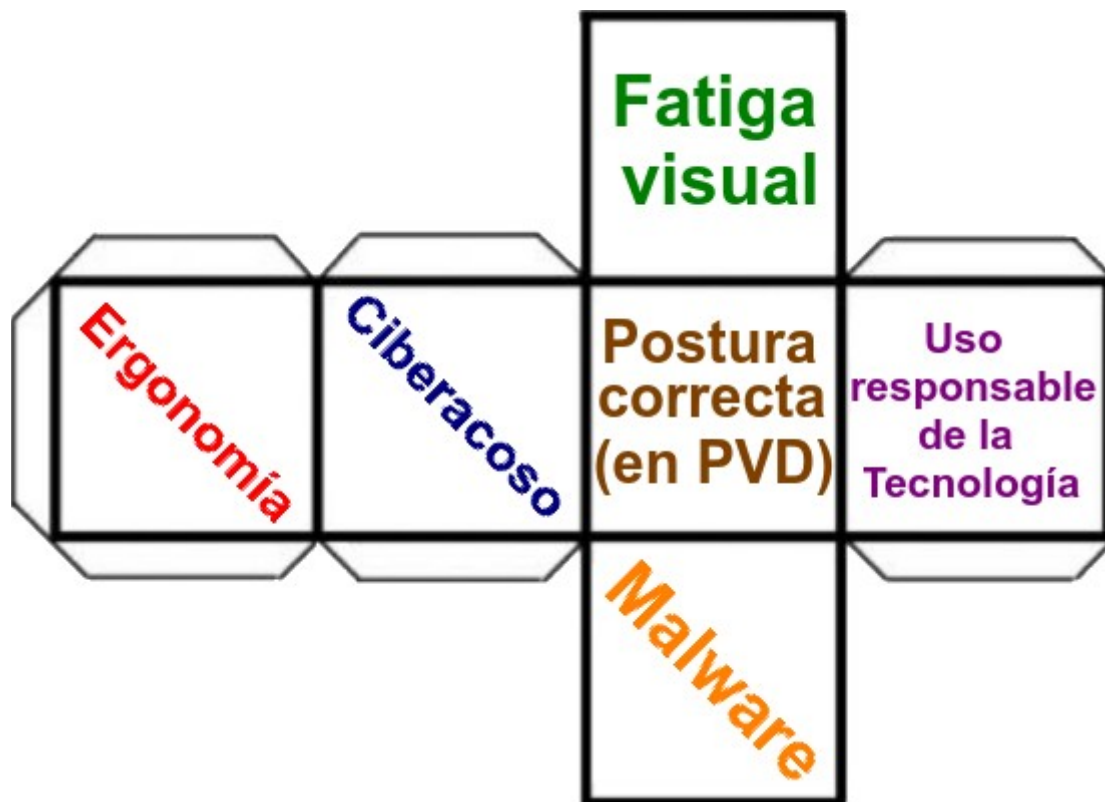 Fatiga
visual
Ergonomía
Ciberacoso
Postura
correcta
(en PVD)
Uso
responsable
de la
Tecnología
Malware